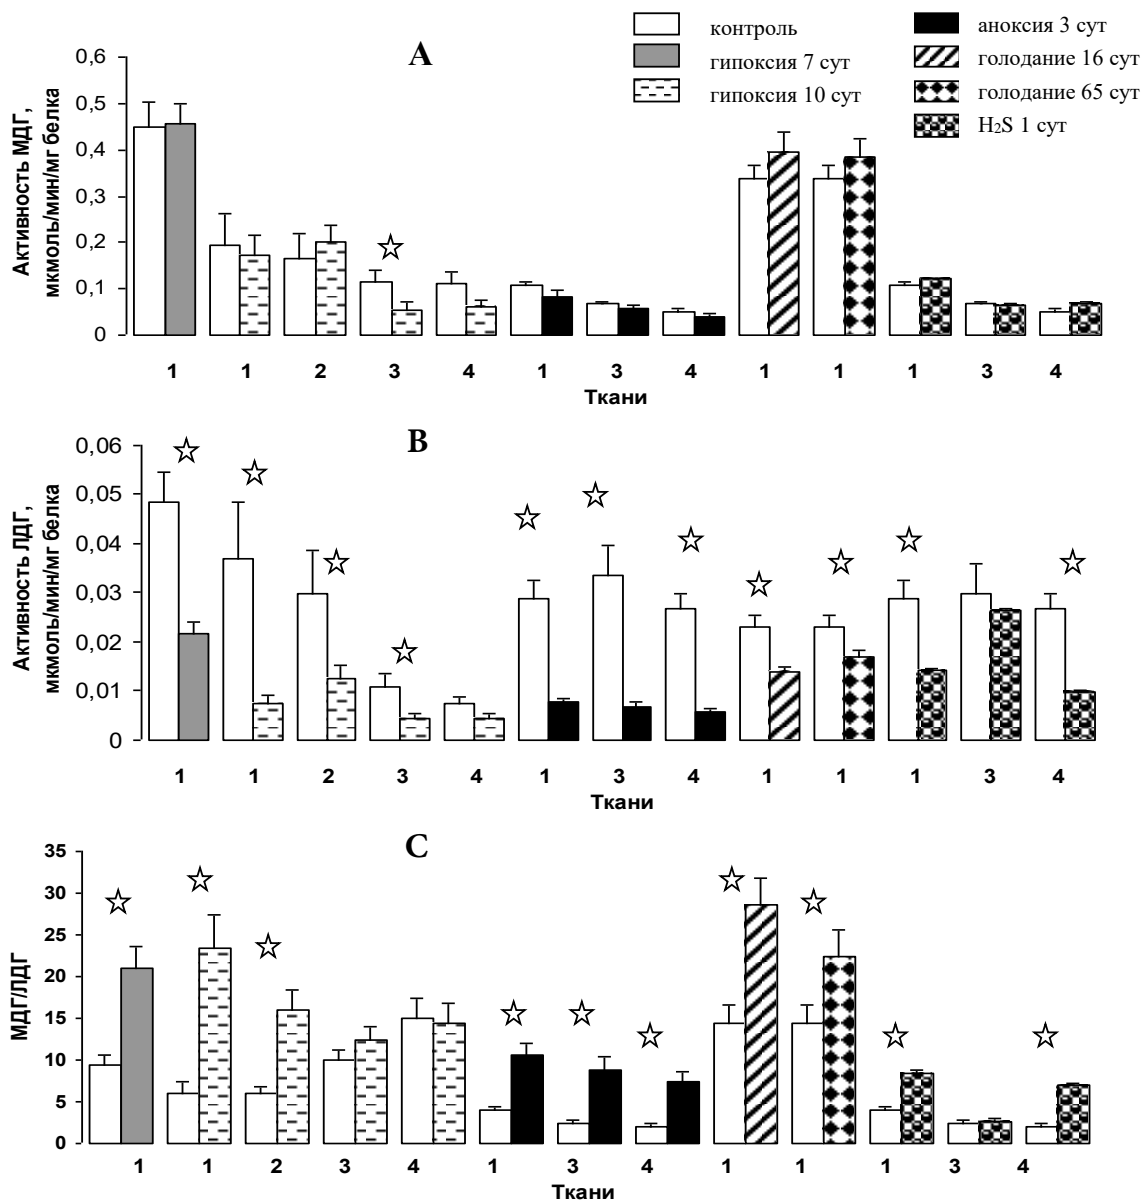 контроль
гипоксия 7 сут
гипоксия 10 сут
аноксия 3 сут
голодание 16 сут
голодание 65 сут
H₂S 1 сут
A
Активность МДГ,
мкмоль/мин/мг белка
0,6
0,5
0,4
0,3
0,2
0,1
0
1 1 2 3 4 1 3 4 1 1 1 3 4
Ткани
B
Активность ЛДГ,
мкмоль/мин/мг белка
0,06
0,05
0,04
0,03
0,02
0,01
0
1 1 2 3 4 1 3 4 1 1 1 3 4
Ткани
C
МДГ/ЛДГ
35
30
25
20
15
10
5
0
1 1 2 3 4 1 3 4 1 1 1 3 4
Ткани